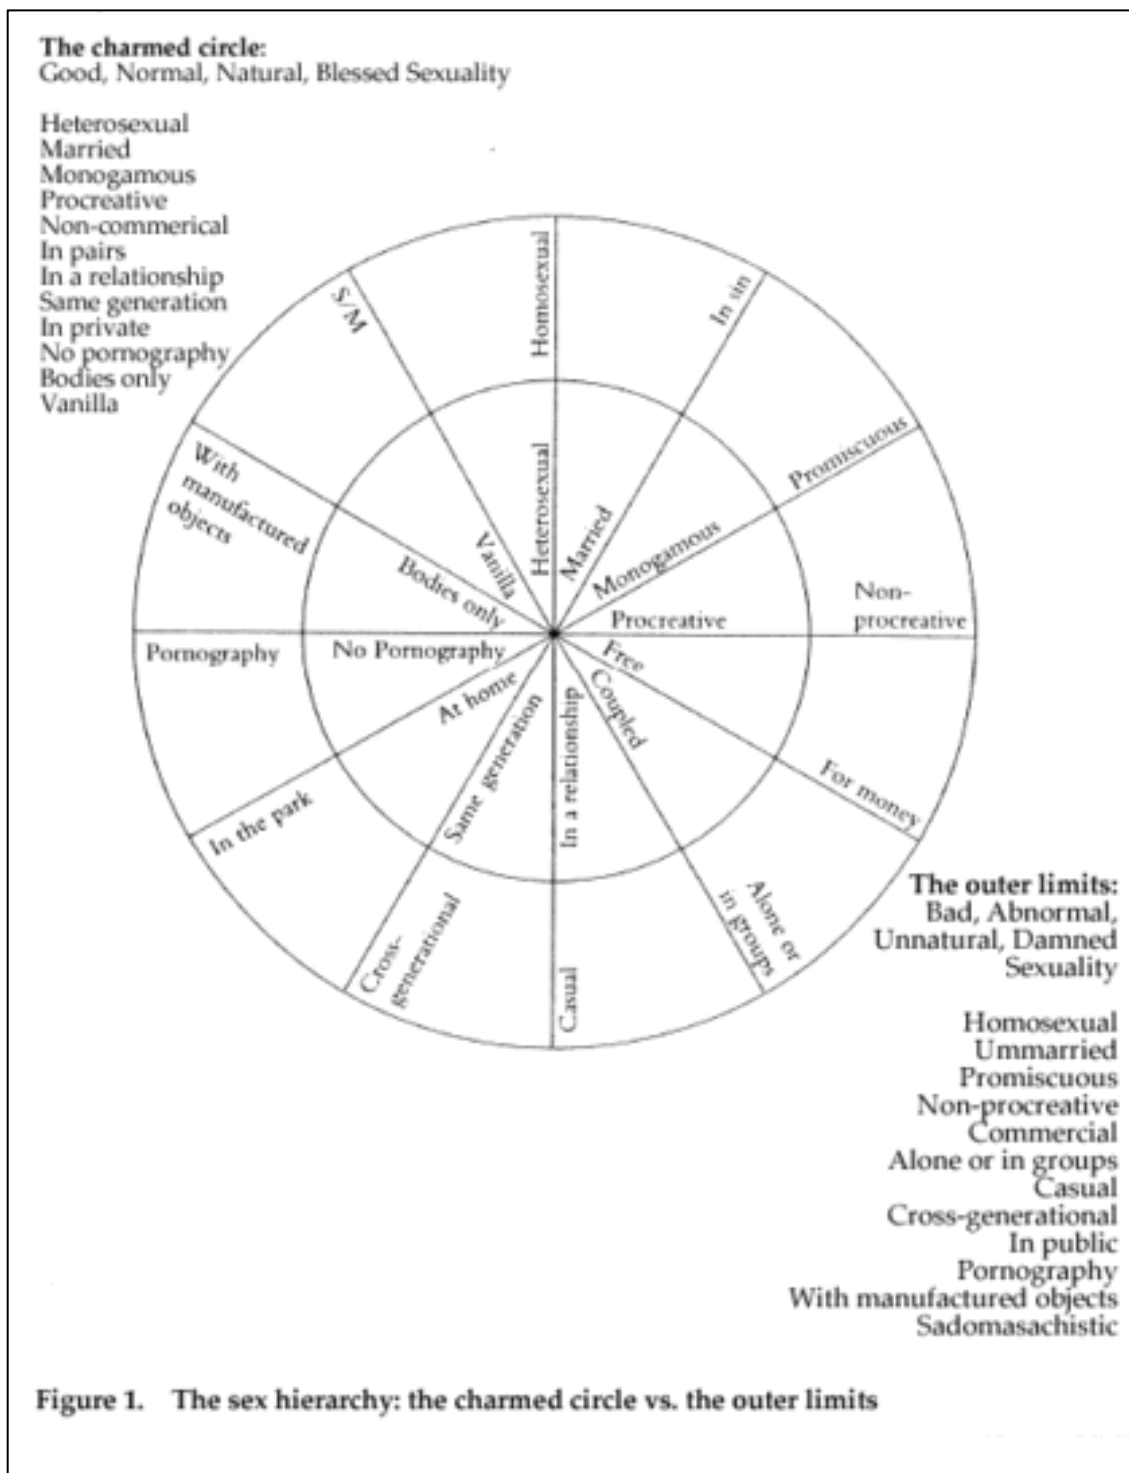 The charmed circle:
Good, Normal, Natural, Blessed Sexuality
Heterosexual
Married
Monogamous
Procreative
Non-commerical
In pairs
In a relationship
Same generation
In private
No pornography
Bodies only
Vanilla
Homosexual
In sin
Promiscuous
Non-
procreative
For money
Alone or
in groups
Casual
Cross-
generational
In the park
Pornography
With
manufactured
objects
S/M
Heterosexual
Married
Monogamous
Procreative
Free
Coupled
In a relationship
Same generation
At home
No Pornography
Bodies only
Vanilla
The outer limits:
Bad, Abnormal,
Unnatural, Damned
Sexuality
Homosexual
Ummarried
Promiscuous
Non-procreative
Commercial
Alone or in groups
Casual
Cross-generational
In public
Pornography
With manufactured objects
Sadomasachistic
Figure 1. The sex hierarchy: the charmed circle vs. the outer limits